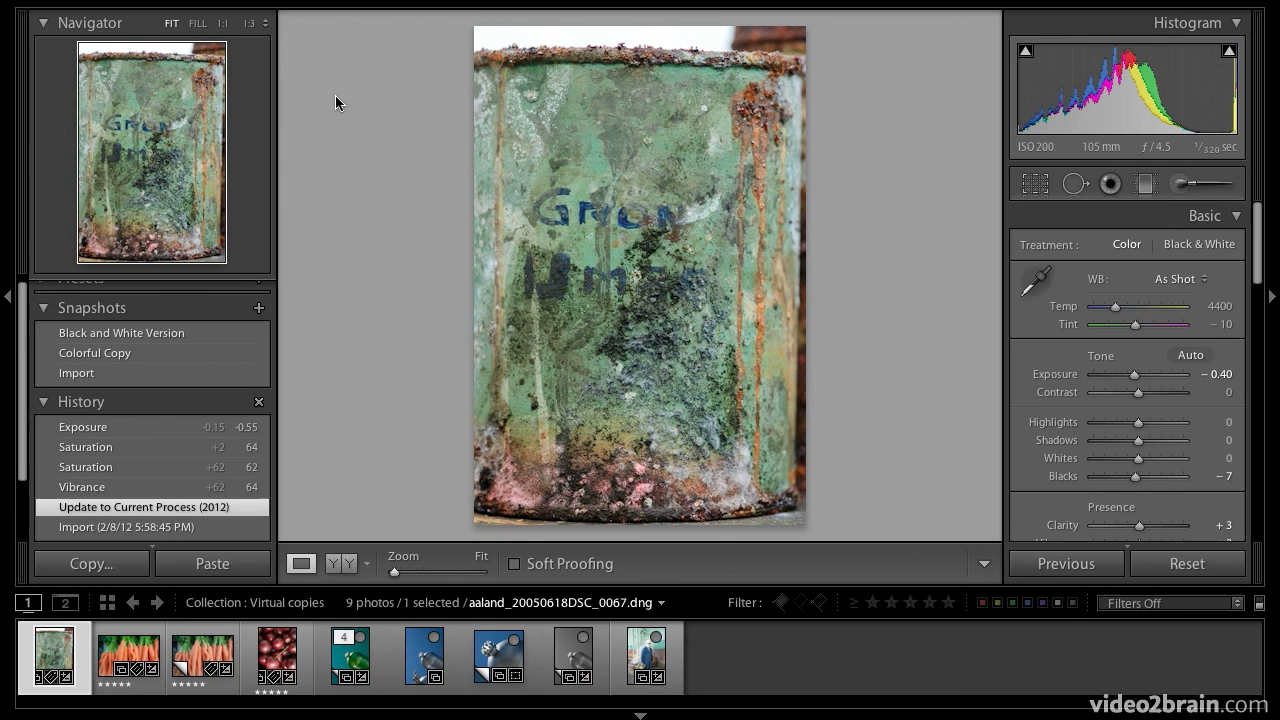 Navigator FIT FILL 1:1 1:3
Snapshots
Black and White Version
Colorful Copy
Import
History
Exposure -0.15 -0.55
Saturation +2 64
Saturation +62 62
Vibrance +62 64
Update to Current Process (2012)
Import (2/8/12 5:58:45 PM)
Copy... Paste
Zoom Fit
Soft Proofing
Histogram
ISO 200 105 mm ƒ / 4.5 1/320 sec
Basic
Treatment : Color Black & White
WB: As Shot
Temp 4400
Tint – 10
Tone Auto
Exposure – 0.40
Contrast 0
Highlights 0
Shadows 0
Whites 0
Blacks – 7
Presence
Clarity + 3
Previous Reset
1 2 Collection : Virtual copies 9 photos / 1 selected / aaland_20050618DSC_0067.dng Filter : Filters Off
4
video2brain.com